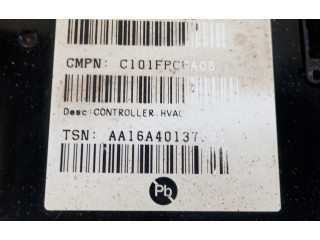 CMPN: C101FPCHA06
Desc:CONTROLLER,HVAC
TSN: AA16A40137
Pb